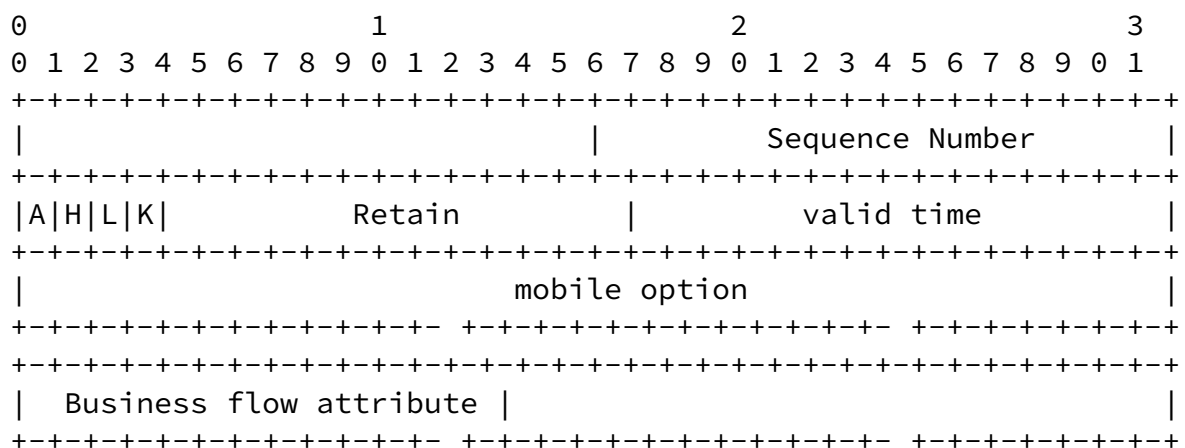 0                   1                   2                   3
0 1 2 3 4 5 6 7 8 9 0 1 2 3 4 5 6 7 8 9 0 1 2 3 4 5 6 7 8 9 0 1
+-+-+-+-+-+-+-+-+-+-+-+-+-+-+-+-+-+-+-+-+-+-+-+-+-+-+-+-+-+-+-+-+
|                               |         Sequence Number       |
+-+-+-+-+-+-+-+-+-+-+-+-+-+-+-+-+-+-+-+-+-+-+-+-+-+-+-+-+-+-+-+-+
|A|H|L|K|          Retain         |         valid time          |
+-+-+-+-+-+-+-+-+-+-+-+-+-+-+-+-+-+-+-+-+-+-+-+-+-+-+-+-+-+-+-+-+
|                           mobile option                       |
+-+-+-+-+-+-+-+-+-+-+-+- +-+-+-+-+-+-+-+-+-+-+-+- +-+-+-+-+-+-+-+
+-+-+-+-+-+-+-+-+-+-+-+-+-+-+-+-+-+-+-+-+-+-+-+-+-+-+-+-+-+-+-+-+
|  Business flow attribute |                                    |
+-+-+-+-+-+-+-+-+-+-+-+- +-+-+-+-+-+-+-+-+-+-+-+- +-+-+-+-+-+-+-+